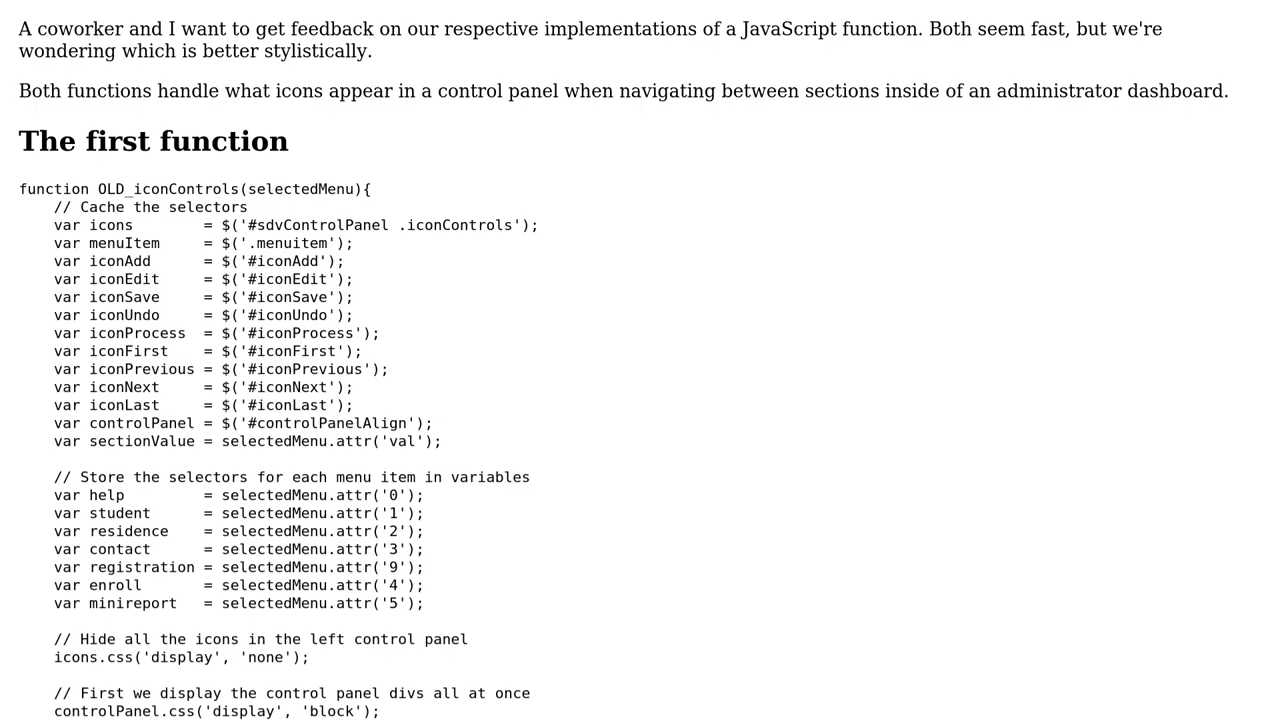 A coworker and I want to get feedback on our respective implementations of a JavaScript function. Both seem fast, but we're
wondering which is better stylistically.
Both functions handle what icons appear in a control panel when navigating between sections inside of an administrator dashboard.
The first function
function OLD_iconControls(selectedMenu){
    // Cache the selectors
    var icons        = $('#sdvControlPanel .iconControls');
    var menuItem     = $('.menuitem');
    var iconAdd      = $('#iconAdd');
    var iconEdit     = $('#iconEdit');
    var iconSave     = $('#iconSave');
    var iconUndo     = $('#iconUndo');
    var iconProcess  = $('#iconProcess');
    var iconFirst    = $('#iconFirst');
    var iconPrevious = $('#iconPrevious');
    var iconNext     = $('#iconNext');
    var iconLast     = $('#iconLast');
    var controlPanel = $('#controlPanelAlign');
    var sectionValue = selectedMenu.attr('val');
    // Store the selectors for each menu item in variables
    var help         = selectedMenu.attr('0');
    var student      = selectedMenu.attr('1');
    var residence    = selectedMenu.attr('2');
    var contact      = selectedMenu.attr('3');
    var registration = selectedMenu.attr('9');
    var enroll       = selectedMenu.attr('4');
    var minireport   = selectedMenu.attr('5');
    // Hide all the icons in the left control panel
    icons.css('display', 'none');
    // First we display the control panel divs all at once
    controlPanel.css('display', 'block');